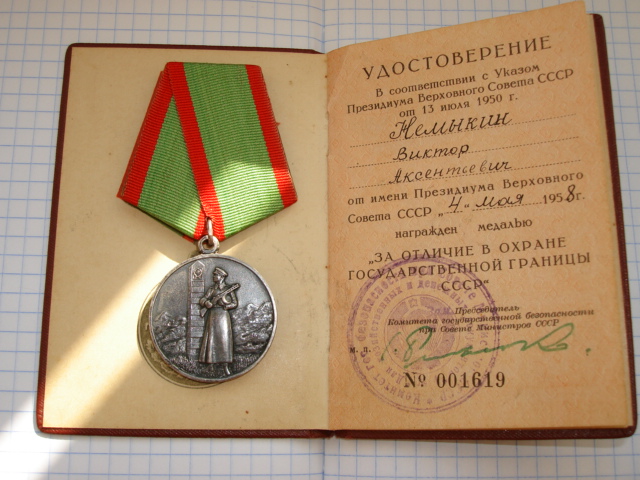 УДОСТОВЕРЕНИЕ
В соответствии с Указом
Президиума Верховного Совета СССР
от 13 июля 1950 г.
Немыкин
Виктор
Аксентьевич
от имени Президиума Верховного
Совета СССР „4" мая 1958г.
награжден медалью
„ЗА ОТЛИЧИЕ В ОХРАНЕ
ГОСУДАРСТВЕННОЙ ГРАНИЦЫ
СССР"
Председатель
Комитета государственной безопасности
при Совете Министров СССР
м. п.
№ 001619